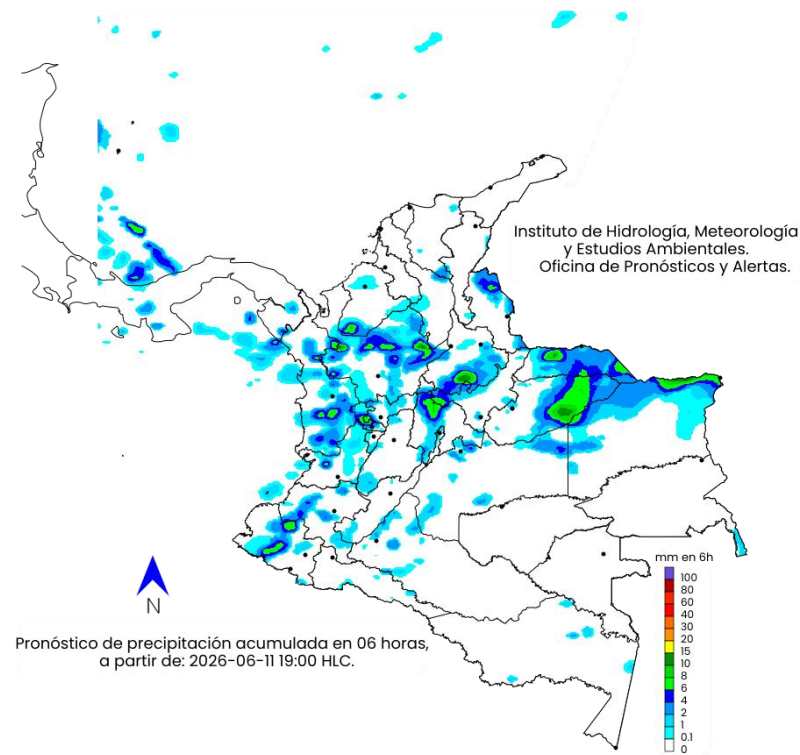 Instituto de Hidrología, Meteorología
y Estudios Ambientales.
Oficina de Pronósticos y Alertas.
mm en 6h
100
80
60
40
30
20
15
10
8
6
4
2
1
0.1
0
N
Pronóstico de precipitación acumulada en 06 horas,
a partir de: 2026-06-11 19:00 HLC.